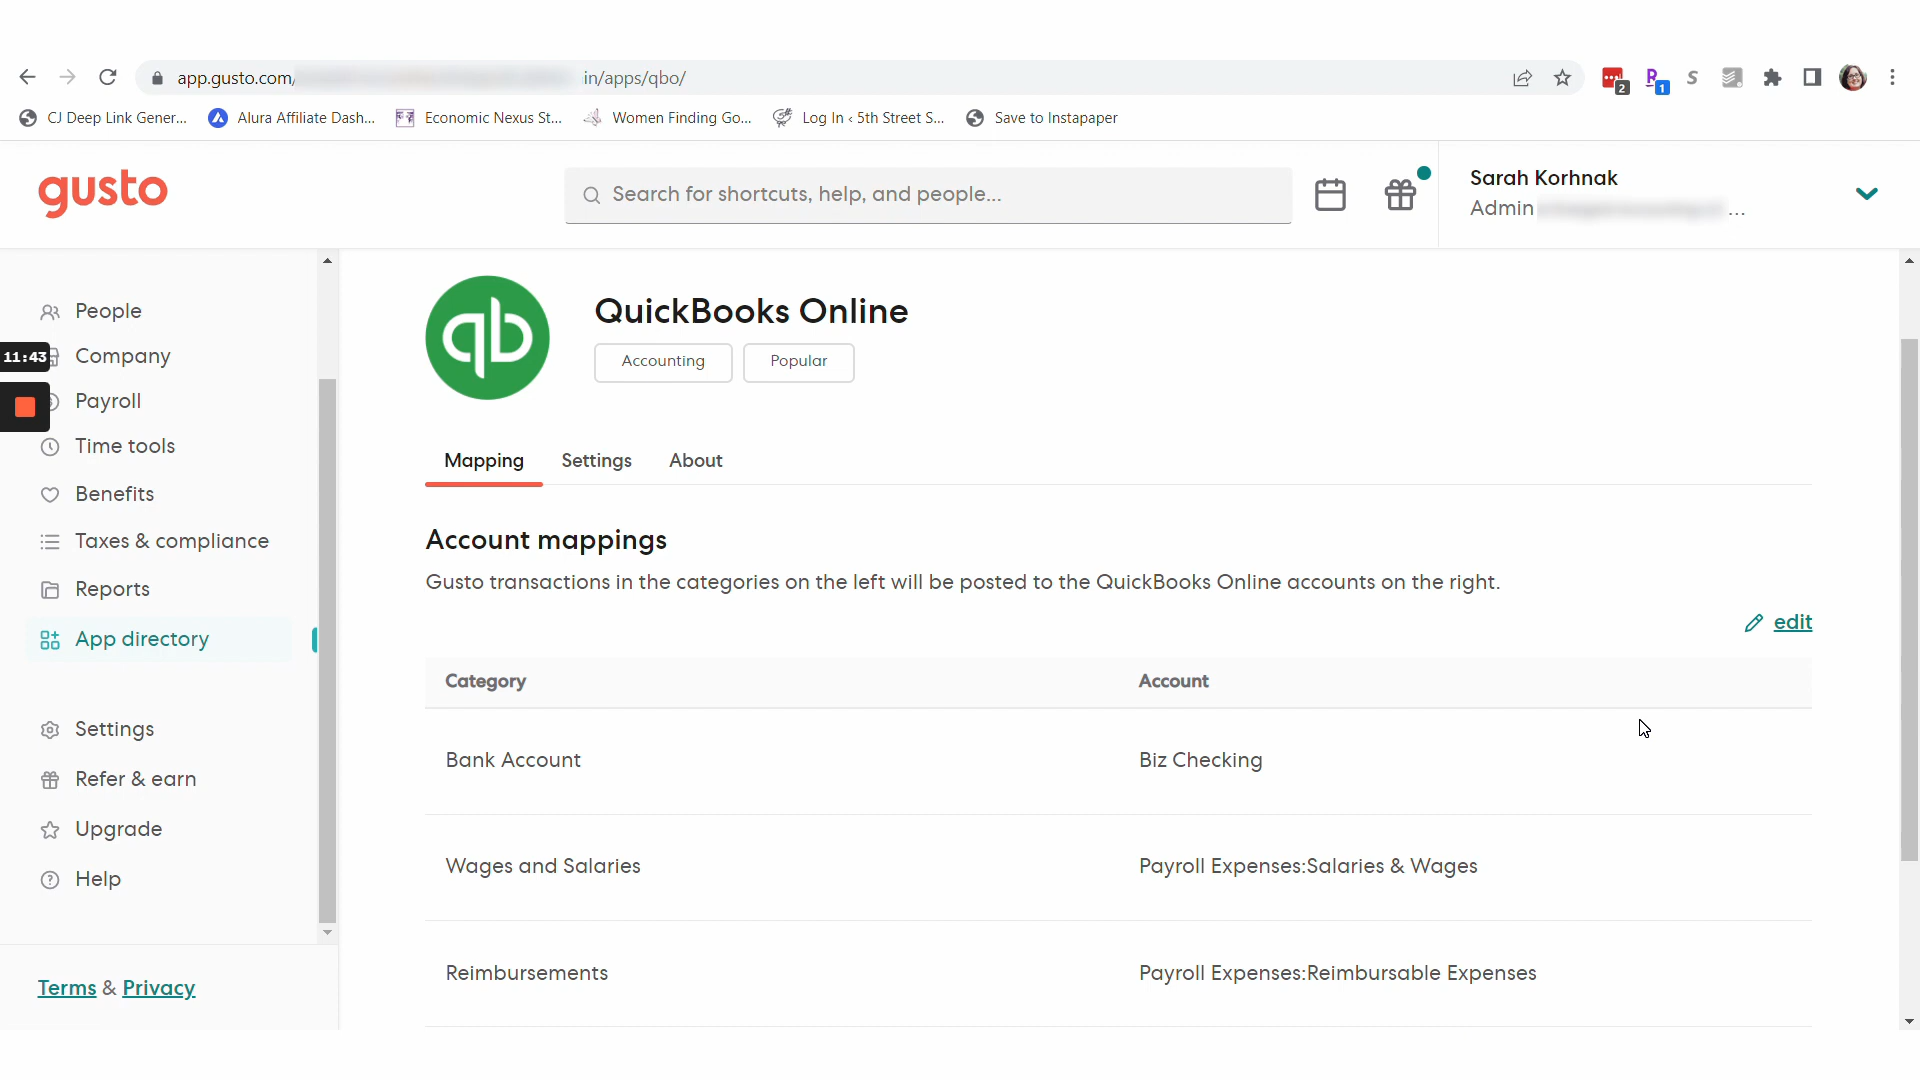 app.gusto.com/ in/apps/qbo/
2
1
CJ Deep Link Gener...
Alura Affiliate Dash...
Economic Nexus St...
Women Finding Go...
Log In ‹ 5th Street S...
Save to Instapaper
gusto
Search for shortcuts, help, and people...
Sarah Korhnak
Admin ...
People
Company
Payroll
Time tools
Benefits
Taxes & compliance
Reports
App directory
Settings
Refer & earn
Upgrade
Help
Terms & Privacy
11:43
qb
QuickBooks Online
Accounting
Popular
Mapping
Settings
About
Account mappings
Gusto transactions in the categories on the left will be posted to the QuickBooks Online accounts on the right.
edit
Category
Account
Bank Account
Biz Checking
Wages and Salaries
Payroll Expenses:Salaries & Wages
Reimbursements
Payroll Expenses:Reimbursable Expenses